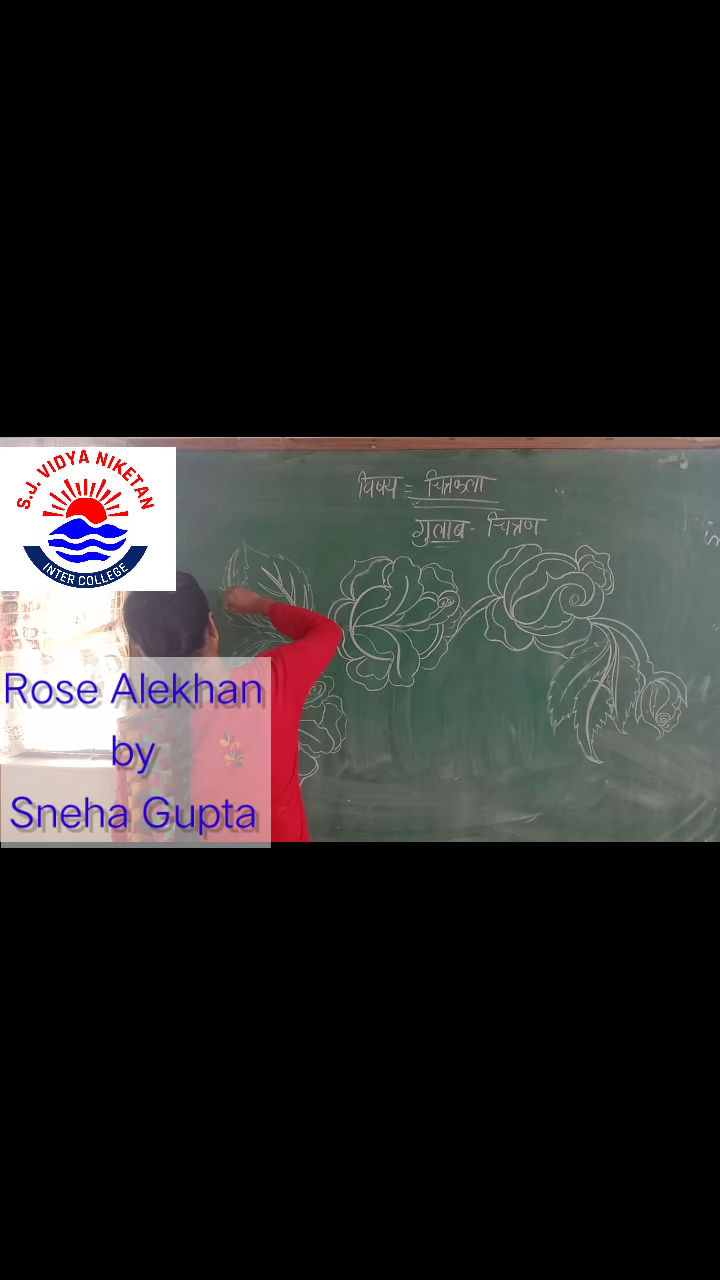 S.J. VIDYA NIKETAN
INTER COLLEGE
विषय = चित्रकला
गुलाब - चित्रण
Rose Alekhan
by
Sneha Gupta